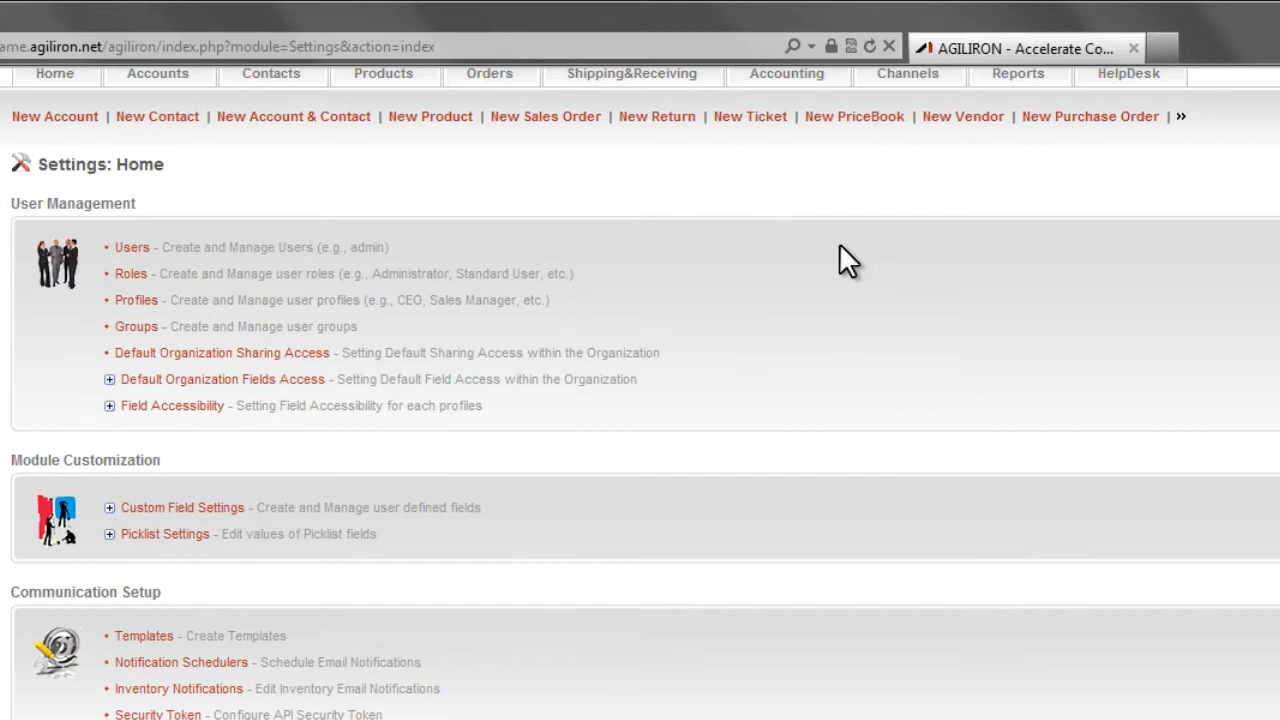 ame.agiliron.net/agiliron/index.php?module=Settings&action=index
AGILIRON - Accelerate Co...
Home Accounts Contacts Products Orders Shipping&Receiving Accounting Channels Reports HelpDesk
New Account | New Contact | New Account & Contact | New Product | New Sales Order | New Return | New Ticket | New PriceBook | New Vendor | New Purchase Order | »
Settings: Home
User Management
• Users - Create and Manage Users (e.g., admin)
• Roles - Create and Manage user roles (e.g., Administrator, Standard User, etc.)
• Profiles - Create and Manage user profiles (e.g., CEO, Sales Manager, etc.)
• Groups - Create and Manage user groups
• Default Organization Sharing Access - Setting Default Sharing Access within the Organization
Default Organization Fields Access - Setting Default Field Access within the Organization
Field Accessibility - Setting Field Accessibility for each profiles
Module Customization
Custom Field Settings - Create and Manage user defined fields
Picklist Settings - Edit values of Picklist fields
Communication Setup
• Templates - Create Templates
• Notification Schedulers - Schedule Email Notifications
• Inventory Notifications - Edit Inventory Email Notifications
• Security Token - Configure API Security Token